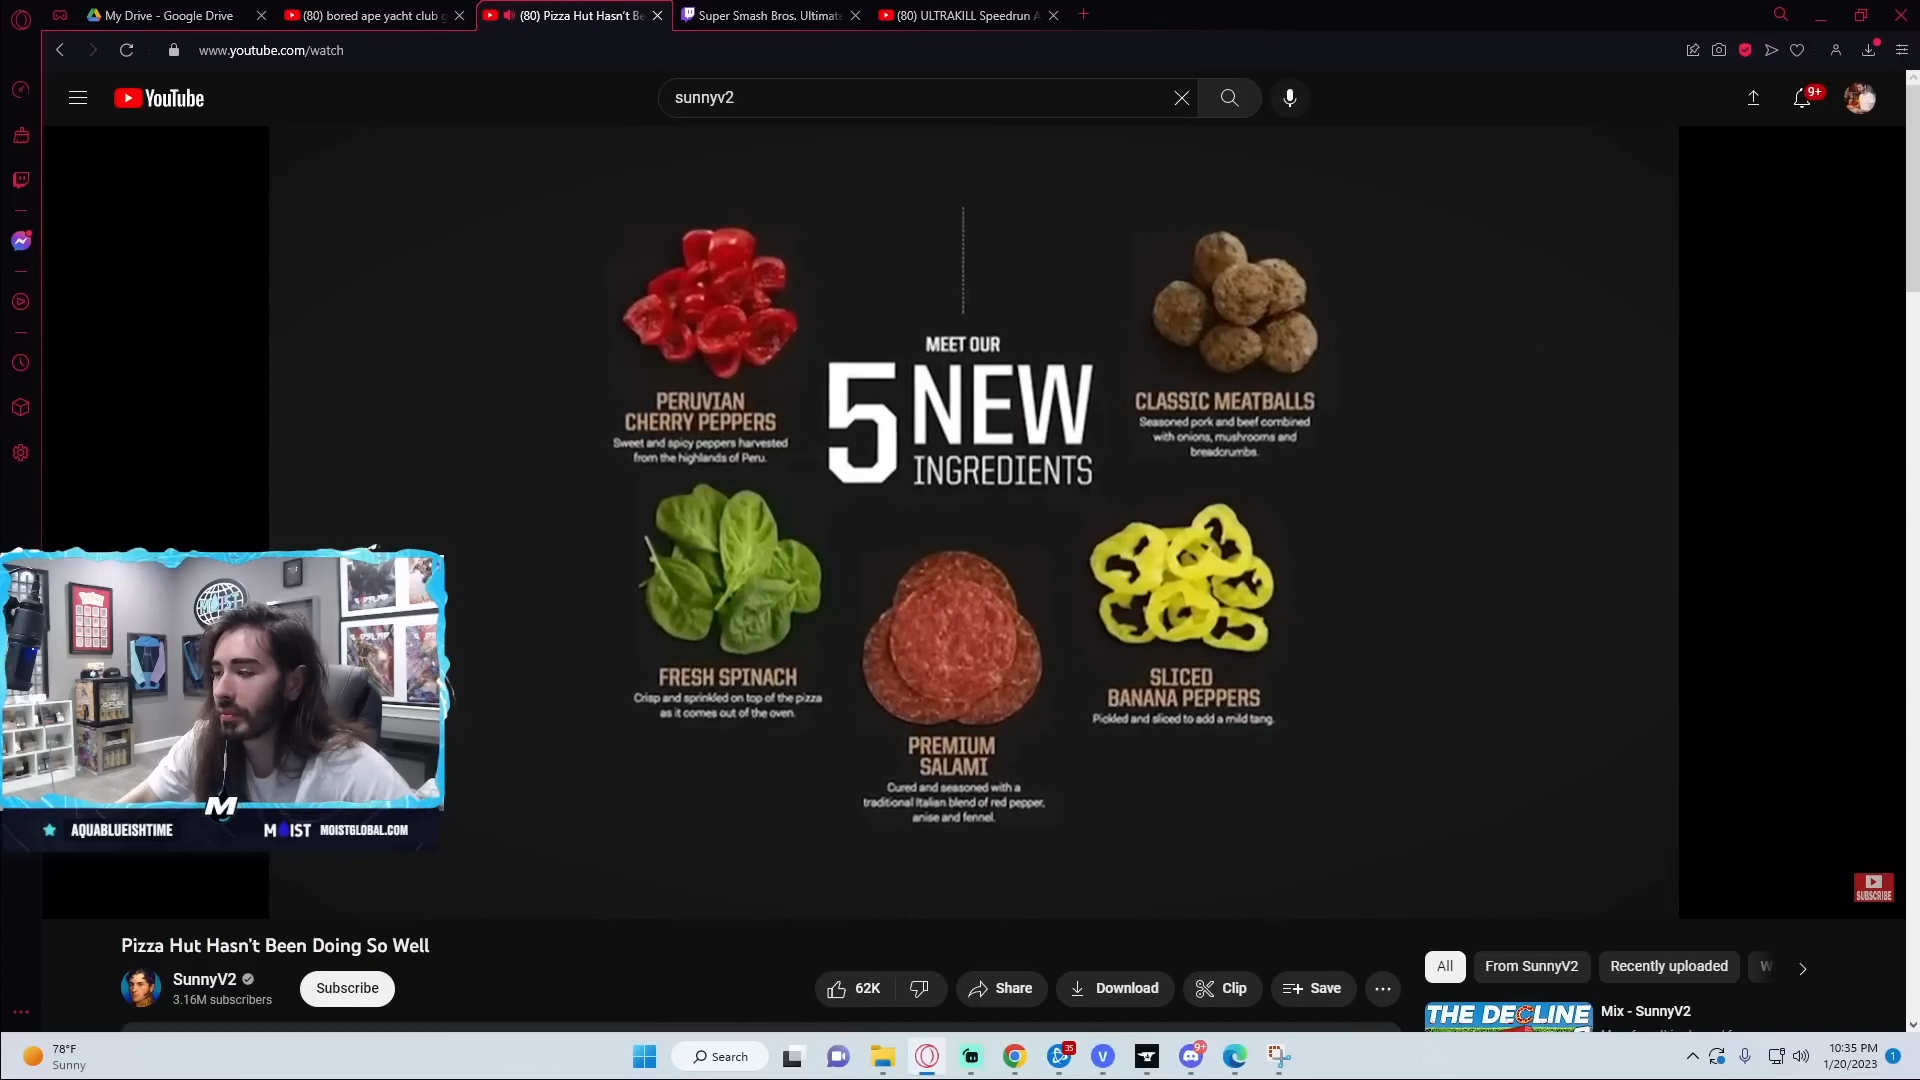 My Drive - Google Drive
(80) bored ape yacht club g
(80) Pizza Hut Hasn't Be
Super Smash Bros. Ultimat
(80) ULTRAKILL Speedrun A
www.youtube.com/watch
YouTube
sunnyv2
9+
MEET OUR
5 NEW
INGREDIENTS
PERUVIAN
CHERRY PEPPERS
Sweet and spicy peppers harvested
from the highlands of Peru.
CLASSIC MEATBALLS
Seasoned pork and beef combined
with onions, mushrooms and
breadcrumbs.
FRESH SPINACH
Crisp and sprinkled on top of the pizza
as it comes out of the oven.
SLICED
BANANA PEPPERS
Pickled and sliced to add a mild tang.
PREMIUM
SALAMI
Cured and seasoned with a
traditional Italian blend of red pepper,
anise and fennel.
MOIST
M
AQUABLUEISHTIME
MOIST
MOISTGLOBAL.COM
SUBSCRIBE
Pizza Hut Hasn't Been Doing So Well
SunnyV2
3.16M subscribers
Subscribe
62K
Share
Download
Clip
Save
All
From SunnyV2
Recently uploaded
W
THE DECLINE
Mix - SunnyV2
78°F
Sunny
Search
35
V
9+
10:35 PM
1/20/2023
1